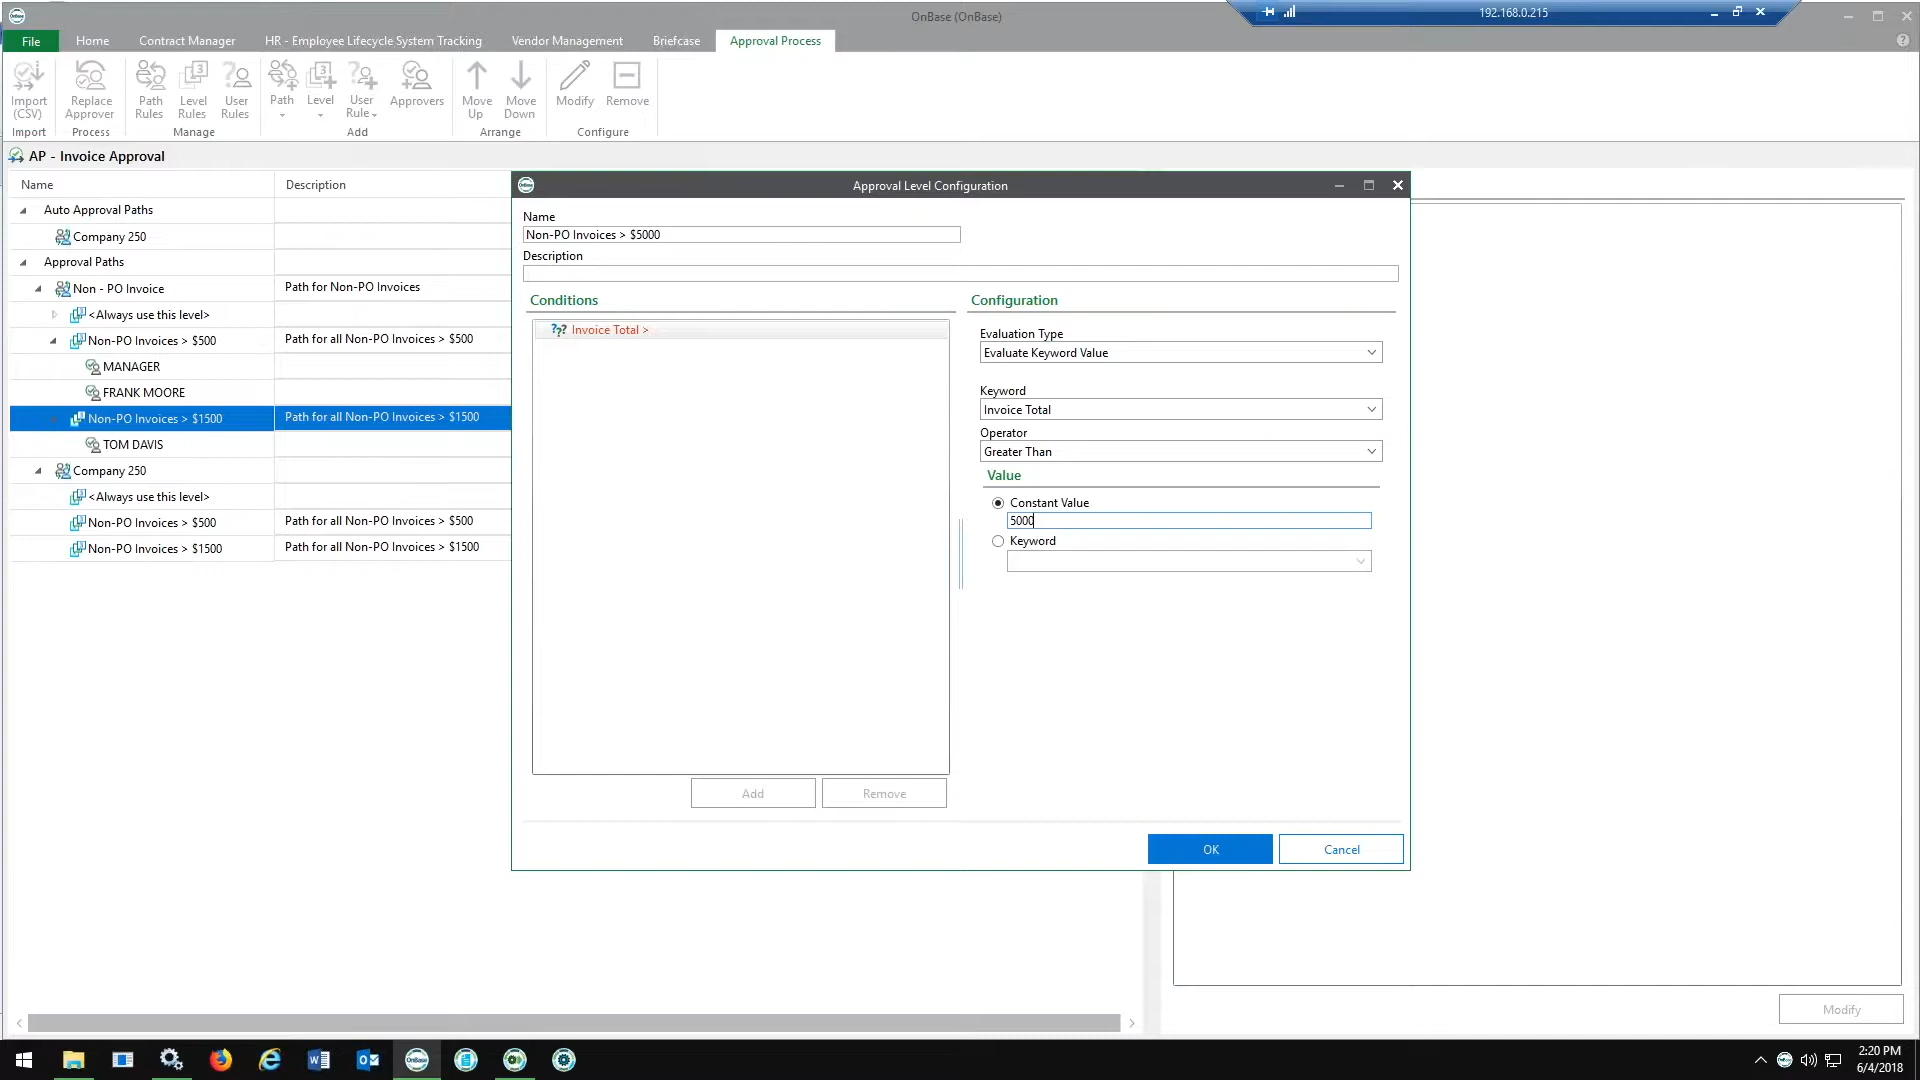 OnBase (OnBase)
192.168.0.215
File
Home
Contract Manager
HR - Employee Lifecycle System Tracking
Vendor Management
Briefcase
Approval Process
Import (CSV)
Replace Approver
Path Rules
Level Rules
User Rules
Path
Level
User Rule
Approvers
Move Up
Move Down
Modify
Remove
Import
Process
Manage
Add
Arrange
Configure
AP - Invoice Approval
Name
Description
Auto Approval Paths
Company 250
Approval Paths
Non - PO Invoice
Path for Non-PO Invoices
<Always use this level>
Non-PO Invoices > $500
Path for all Non-PO Invoices > $500
MANAGER
FRANK MOORE
Non-PO Invoices > $1500
Path for all Non-PO Invoices > $1500
TOM DAVIS
Company 250
<Always use this level>
Non-PO Invoices > $500
Path for all Non-PO Invoices > $500
Non-PO Invoices > $1500
Path for all Non-PO Invoices > $1500
Approval Level Configuration
Name
Non-PO Invoices > $5000
Description
Conditions
??? Invoice Total >
Add
Remove
Configuration
Evaluation Type
Evaluate Keyword Value
Keyword
Invoice Total
Operator
Greater Than
Value
Constant Value
5000
Keyword
OK
Cancel
Modify
2:20 PM
6/4/2018